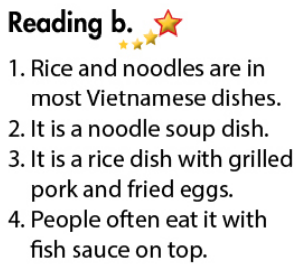 Reading b.
1. Rice and noodles are in
most Vietnamese dishes.
2. It is a noodle soup dish.
3. It is a rice dish with grilled
pork and fried eggs.
4. People often eat it with
fish sauce on top.